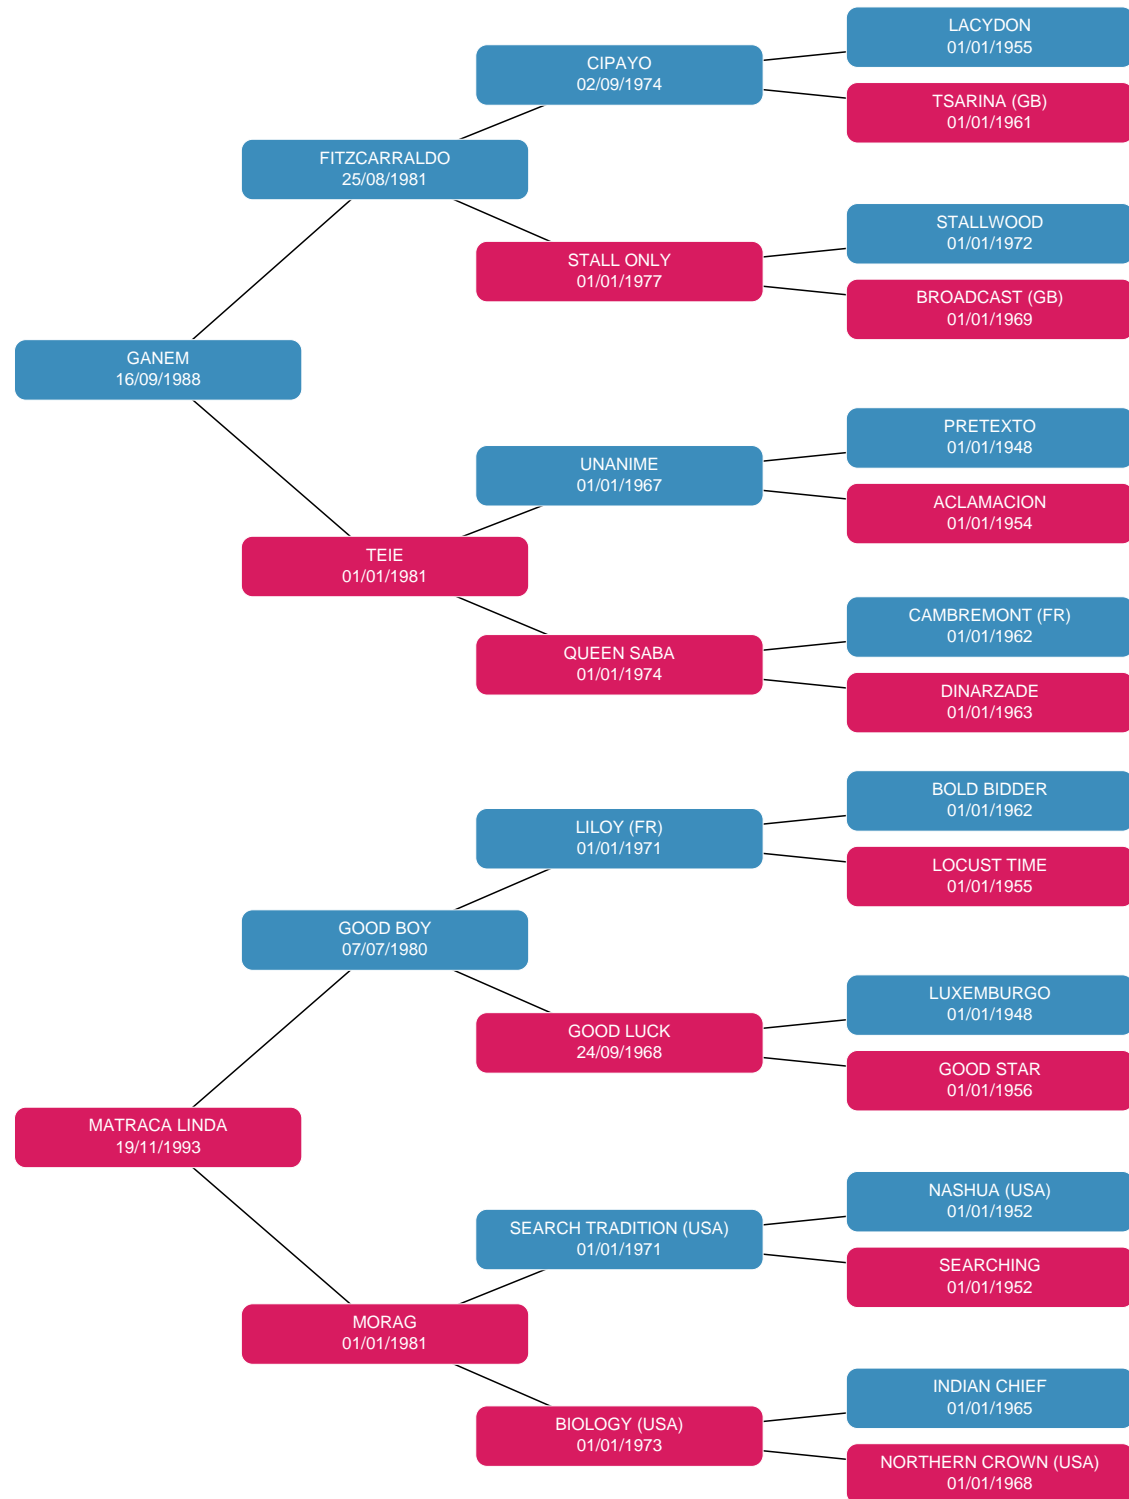 LACYDON
01/01/1955
CIPAYO
02/09/1974
TSARINA (GB)
01/01/1961
FITZCARRALDO
25/08/1981
STALLWOOD
01/01/1972
STALL ONLY
01/01/1977
BROADCAST (GB)
01/01/1969
GANEM
16/09/1988
PRETEXTO
01/01/1948
UNANIME
01/01/1967
ACLAMACION
01/01/1954
TEIE
01/01/1981
CAMBREMONT (FR)
01/01/1962
QUEEN SABA
01/01/1974
DINARZADE
01/01/1963
BOLD BIDDER
01/01/1962
LILOY (FR)
01/01/1971
LOCUST TIME
01/01/1955
GOOD BOY
07/07/1980
LUXEMBURGO
01/01/1948
GOOD LUCK
24/09/1968
GOOD STAR
01/01/1956
MATRACA LINDA
19/11/1993
NASHUA (USA)
01/01/1952
SEARCH TRADITION (USA)
01/01/1971
SEARCHING
01/01/1952
MORAG
01/01/1981
INDIAN CHIEF
01/01/1965
BIOLOGY (USA)
01/01/1973
NORTHERN CROWN (USA)
01/01/1968